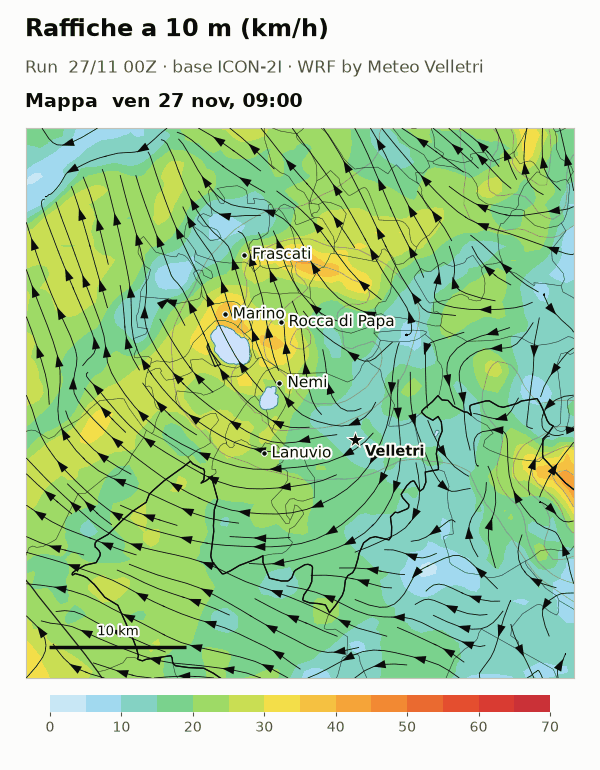 Raffiche a 10 m (km/h)
Run  27/11 00Z · base ICON-2I · WRF by Meteo Velletri
Mappa  ven 27 nov, 09:00
Frascati
Marino
Rocca di Papa
Nemi
Velletri
Lanuvio
10 km
0 10 20 30 40 50 60 70